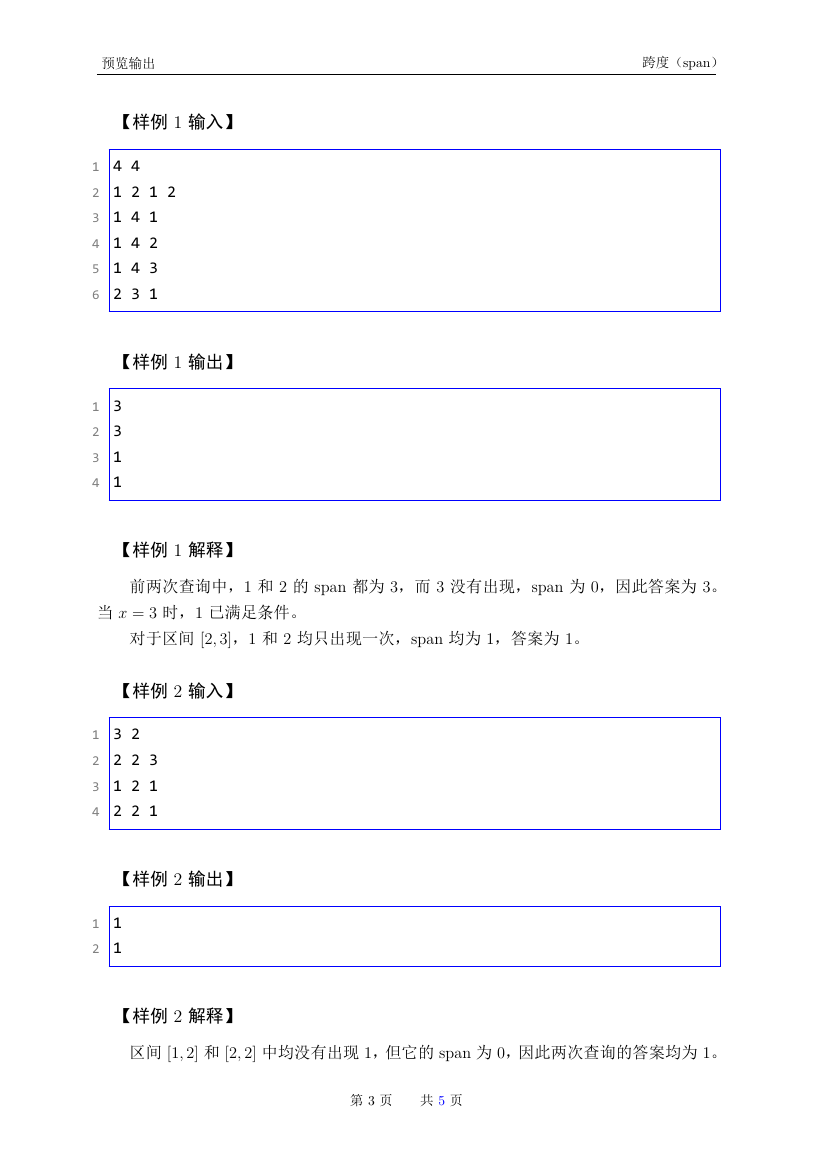 预览输出 跨度（span）
【样例 1 输入】
1 4 4
2 1 2 1 2
3 1 4 1
4 1 4 2
5 1 4 3
6 2 3 1
【样例 1 输出】
1 3
2 3
3 1
4 1
【样例 1 解释】
前两次查询中，1 和 2 的 span 都为 3，而 3 没有出现，span 为 0，因此答案为 3。
当 x = 3 时，1 已满足条件。
对于区间 [2, 3]，1 和 2 均只出现一次，span 均为 1，答案为 1。
【样例 2 输入】
1 3 2
2 2 2 3
3 1 2 1
4 2 2 1
【样例 2 输出】
1 1
2 1
【样例 2 解释】
区间 [1, 2] 和 [2, 2] 中均没有出现 1，但它的 span 为 0，因此两次查询的答案均为 1。
第 3 页 共 5 页